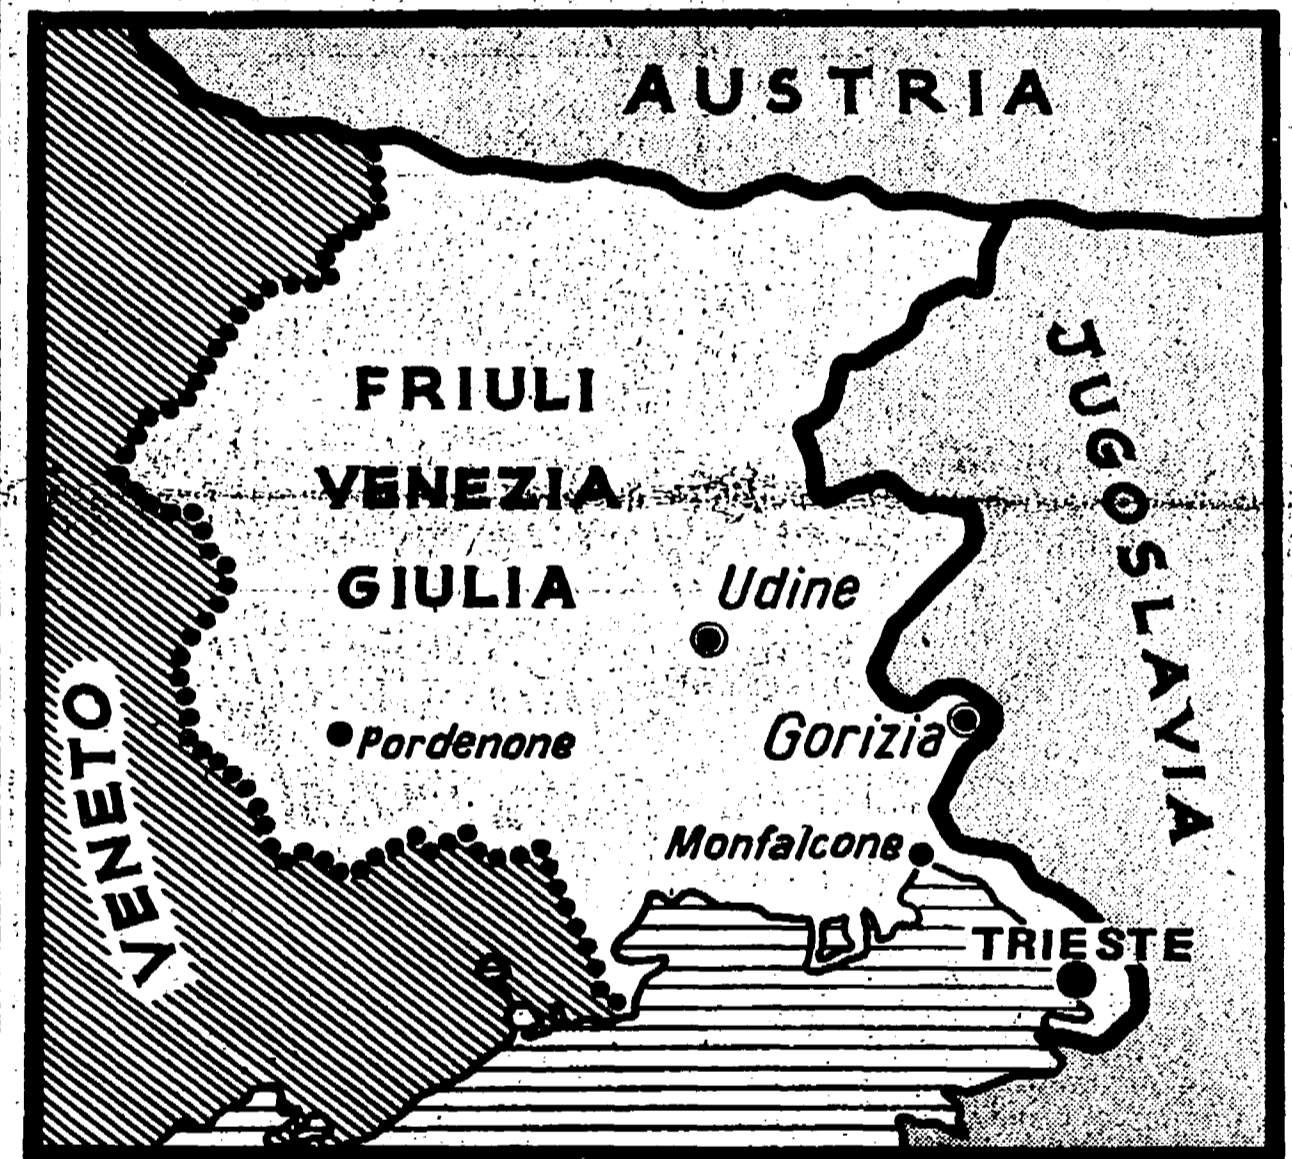 AUSTRIA
JUGOSLAVIA
FRIULI
VENEZIA
GIULIA
Udine
VENETO
Pordenone
Gorizia
Monfalcone
TRIESTE